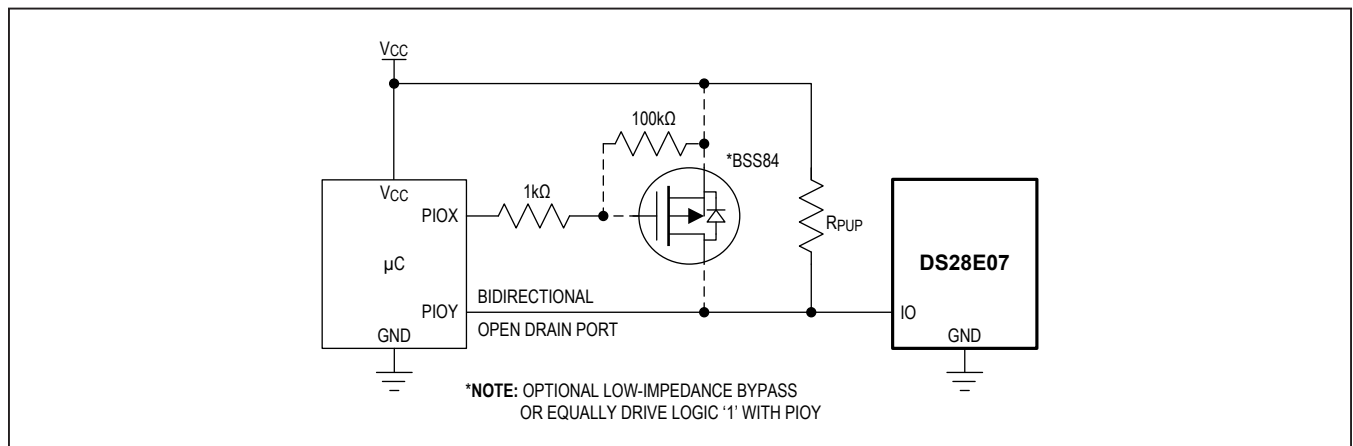 VCC
100kΩ
*BSS84
1kΩ
VCC
PIOX
RPUP
µC
DS28E07
PIOY
BIDIRECTIONAL
IO
OPEN DRAIN PORT
GND
GND
*NOTE: OPTIONAL LOW-IMPEDANCE BYPASS
OR EQUALLY DRIVE LOGIC ‘1’ WITH PIOY